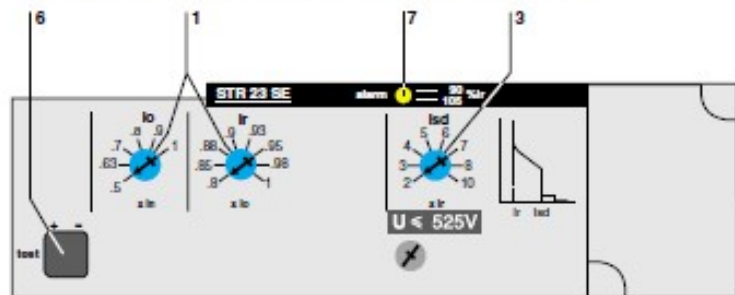 6 1 7 3
STR 23 SE alarm 90 105 %Ir
Io
.5 .63 .7 .8 .9 1
x In
Ir
.8 .85 .88 .9 .93 .95 .98 1
x Io
Isd
2 3 4 5 6 7 8 10
x Ir
Ir Isd
U ≤ 525V
+ -
test